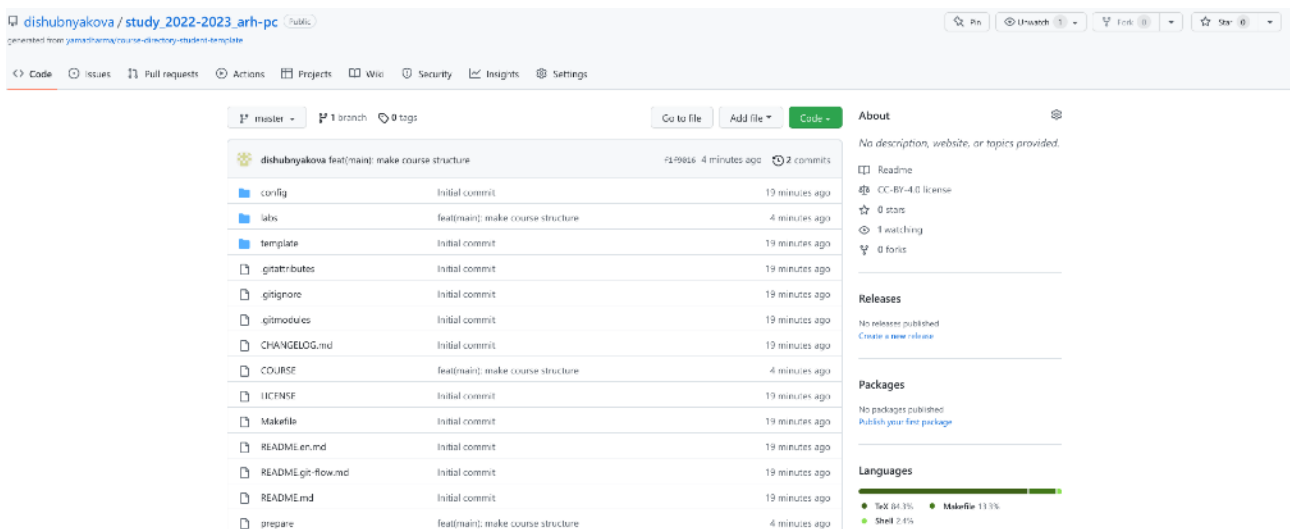 dishubnyakova / study_2022-2023_arh-pc Public
Pin Unwatch 1 Fork 0 Star 0
generated from yamadharma/course-directory-student-template
Code Issues Pull requests Actions Projects Wiki Security Insights Settings
master 1 branch 0 tags Go to file Add file Code
About
No description, website, or topics provided.
dishubnyakova feat(main): make course structure f1f9016 4 minutes ago 2 commits
Readme
config Initial commit 19 minutes ago
CC-BY-4.0 license
labs feat(main): make course structure 4 minutes ago
0 stars
1 watching
template Initial commit 19 minutes ago
0 forks
.gitattributes Initial commit 19 minutes ago
.gitignore Initial commit 19 minutes ago
Releases
.gitmodules Initial commit 19 minutes ago
No releases published
Create a new release
CHANGELOG.md Initial commit 19 minutes ago
COURSE feat(main): make course structure 4 minutes ago
Packages
LICENSE Initial commit 19 minutes ago
No packages published
Publish your first package
Makefile Initial commit 19 minutes ago
README.en.md Initial commit 19 minutes ago
README.git-flow.md Initial commit 19 minutes ago
Languages
README.md Initial commit 19 minutes ago
TeX 84.3% Makefile 13.3%
Shell 2.4%
prepare feat(main): make course structure 4 minutes ago